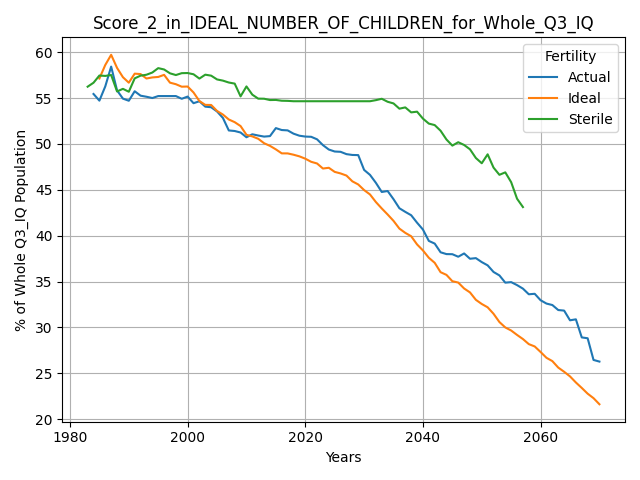 Score_2_in_IDEAL_NUMBER_OF_CHILDREN_for_Whole_Q3_IQ
% of Whole Q3_IQ Population
60
55
50
45
40
35
30
25
20
Fertility
Actual
Ideal
Sterile
1980
2000
2020
2040
2060
Years